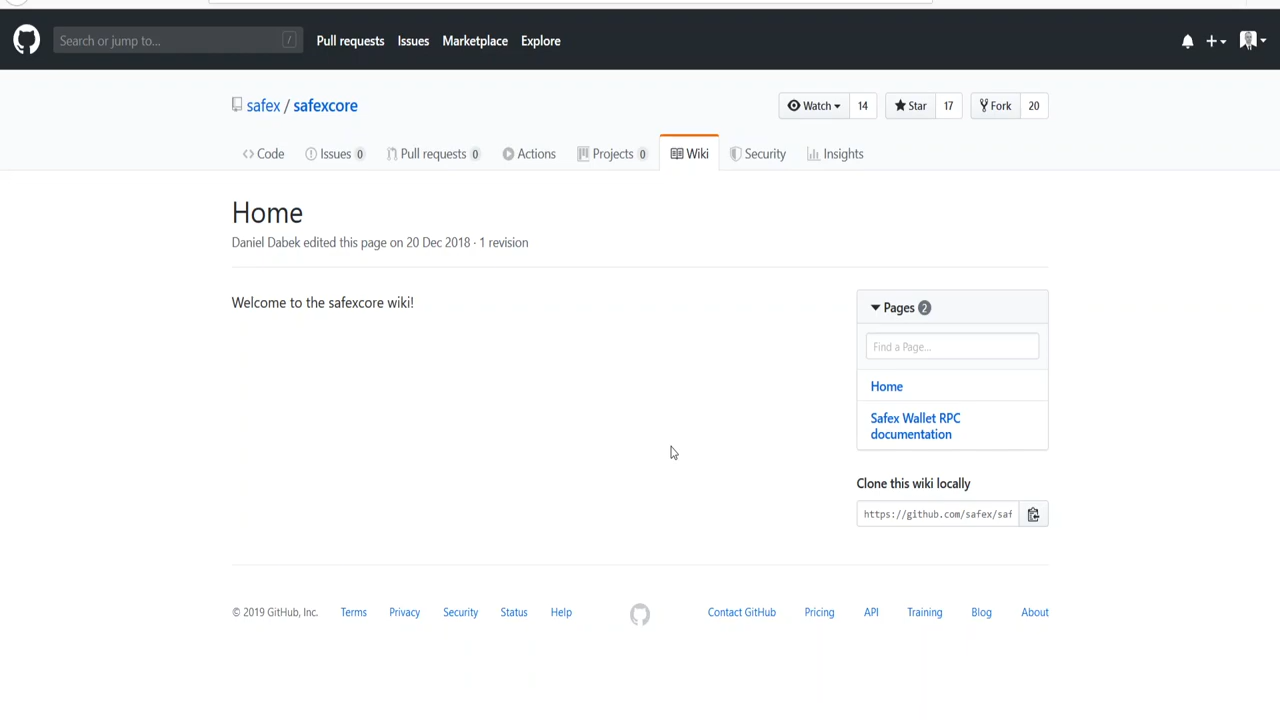 Search or jump to... / Pull requests Issues Marketplace Explore
safex / safexcore Watch 14 Star 17 Fork 20
Code Issues 0 Pull requests 0 Actions Projects 0 Wiki Security Insights
Home
Daniel Dabek edited this page on 20 Dec 2018 · 1 revision
Welcome to the safexcore wiki!
Pages 2
Find a Page...
Home
Safex Wallet RPC
documentation
Clone this wiki locally
https://github.com/safex/saf
© 2019 GitHub, Inc. Terms Privacy Security Status Help Contact GitHub Pricing API Training Blog About